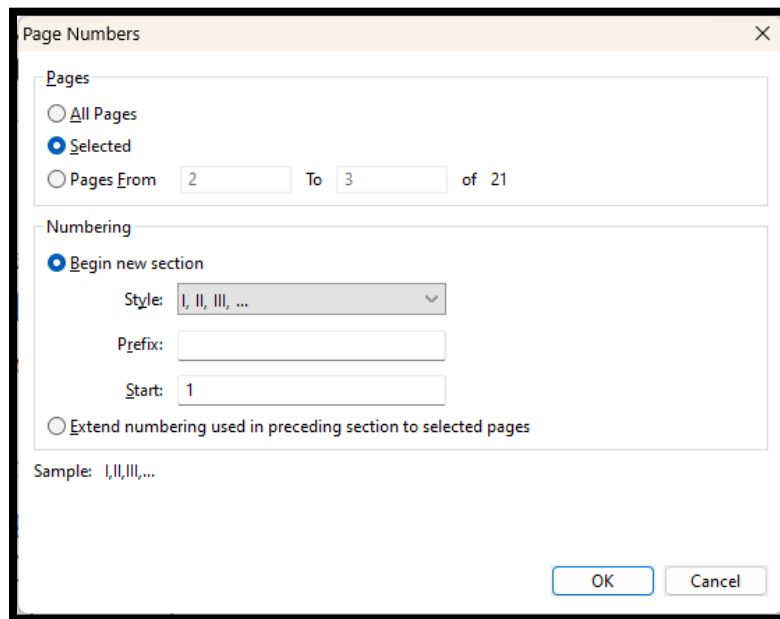 Page Numbers
Pages
All Pages
Selected
Pages From 2 To 3 of 21
Numbering
Begin new section
Style: I, II, III, ...
Prefix:
Start: 1
Extend numbering used in preceding section to selected pages
Sample: I,II,III,...
OK Cancel